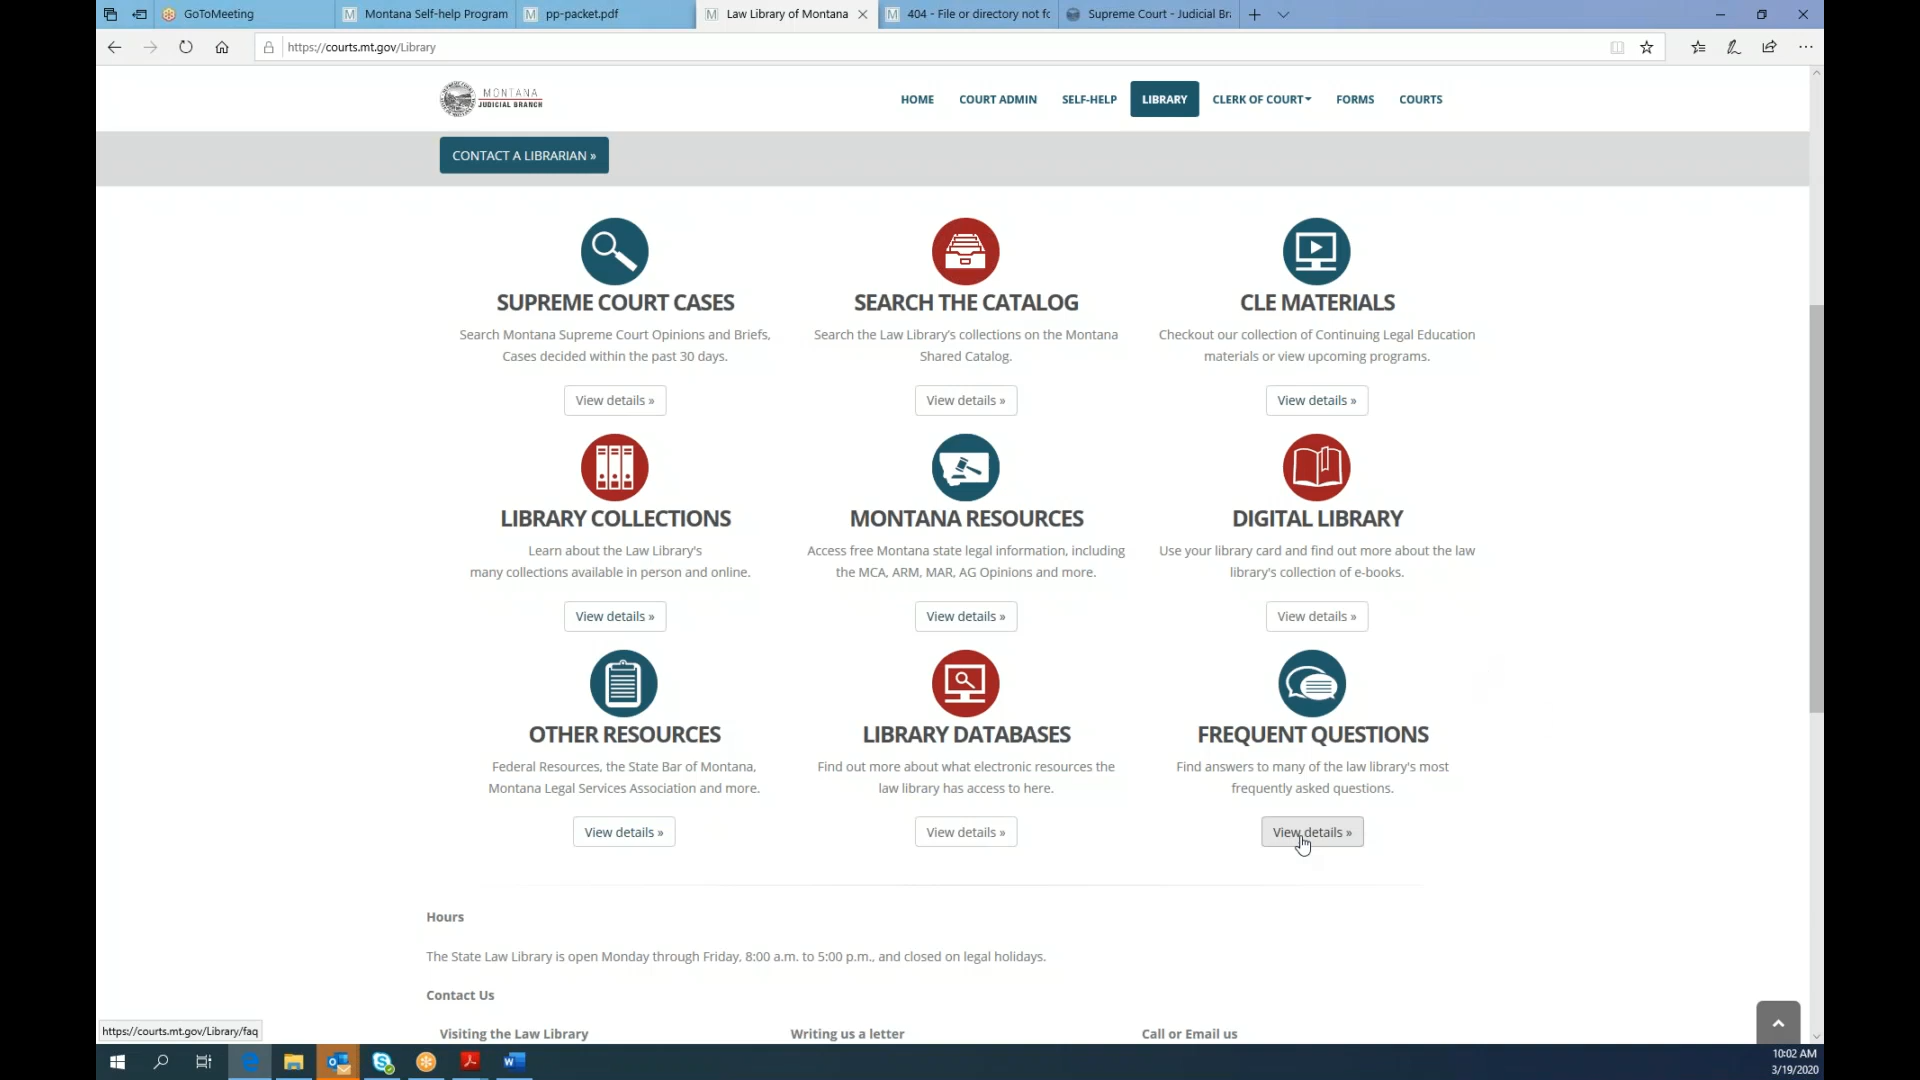 GoToMeeting
Montana Self-help Program
pp-packet.pdf
Law Library of Montana
404 - File or directory not fo
Supreme Court - Judicial Br
https://courts.mt.gov/Library
MONTANA
JUDICIAL BRANCH
HOME
COURT ADMIN
SELF-HELP
LIBRARY
CLERK OF COURT
FORMS
COURTS
CONTACT A LIBRARIAN »
SUPREME COURT CASES
Search Montana Supreme Court Opinions and Briefs,
Cases decided within the past 30 days.
View details »
SEARCH THE CATALOG
Search the Law Library's collections on the Montana
Shared Catalog.
View details »
CLE MATERIALS
Checkout our collection of Continuing Legal Education
materials or view upcoming programs.
View details »
LIBRARY COLLECTIONS
Learn about the Law Library's
many collections available in person and online.
View details »
MONTANA RESOURCES
Access free Montana state legal information, including
the MCA, ARM, MAR, AG Opinions and more.
View details »
DIGITAL LIBRARY
Use your library card and find out more about the law
library's collection of e-books.
View details »
OTHER RESOURCES
Federal Resources, the State Bar of Montana,
Montana Legal Services Association and more.
View details »
LIBRARY DATABASES
Find out more about what electronic resources the
law library has access to here.
View details »
FREQUENT QUESTIONS
Find answers to many of the law library's most
frequently asked questions.
View details »
Hours
The State Law Library is open Monday through Friday, 8:00 a.m. to 5:00 p.m., and closed on legal holidays.
Contact Us
Visiting the Law Library
Writing us a letter
Call or Email us
https://courts.mt.gov/Library/faq
10:02 AM
3/19/2020